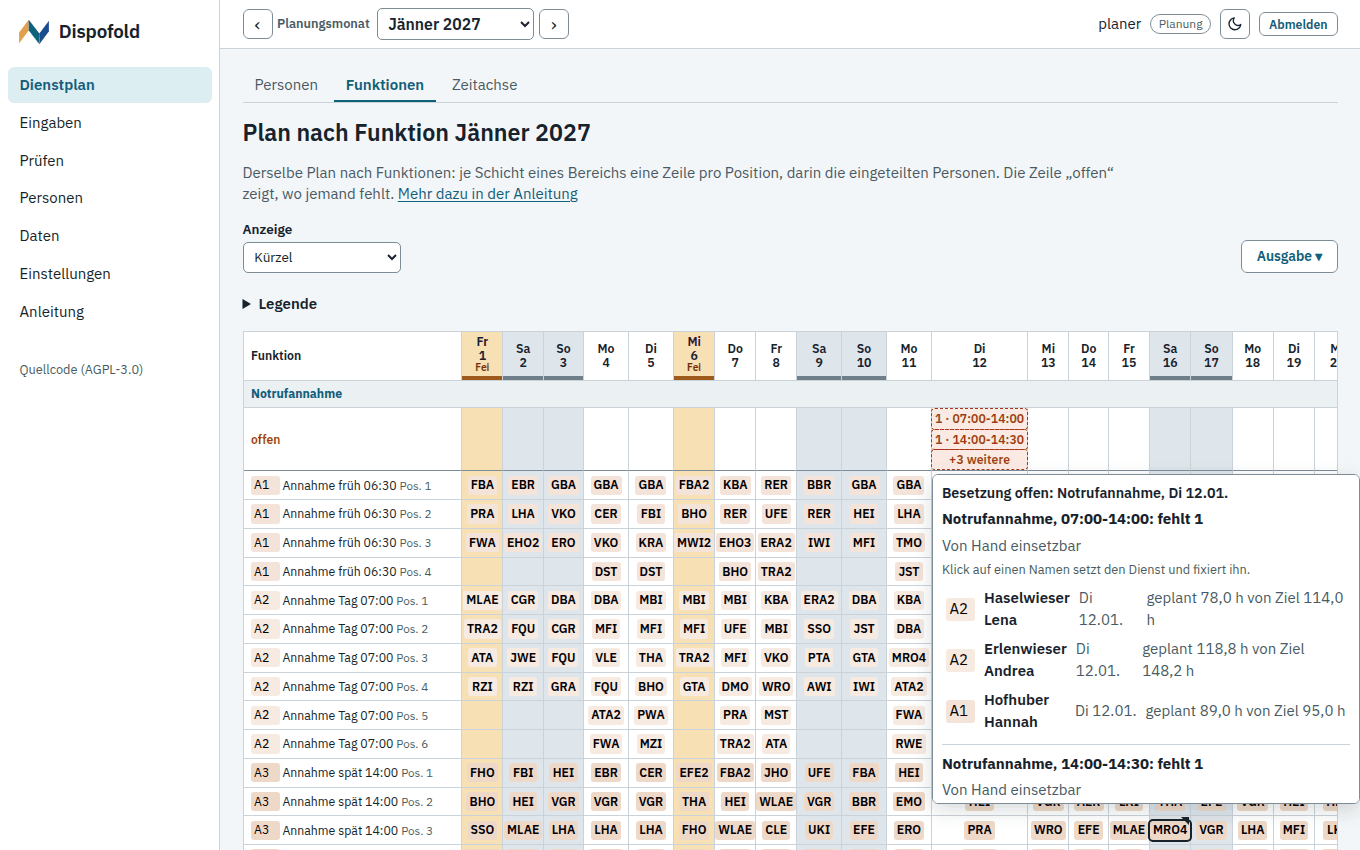 Dispofold
‹ Planungsmonat Jänner 2027 ›
planer Planung Abmelden
Dienstplan
Eingaben
Prüfen
Personen
Daten
Einstellungen
Anleitung
Quellcode (AGPL-3.0)
Personen Funktionen Zeitachse
Plan nach Funktion Jänner 2027
Derselbe Plan nach Funktionen: je Schicht eines Bereichs eine Zeile pro Position, darin die eingeteilten Personen. Die Zeile „offen“
zeigt, wo jemand fehlt. Mehr dazu in der Anleitung
Anzeige
Kürzel
Ausgabe ▾
▶ Legende
Funktion Fr 1 Fei Sa 2 So 3 Mo 4 Di 5 Mi 6 Fei Do 7 Fr 8 Sa 9 So 10 Mo 11 Di 12 Mi 13 Do 14 Fr 15 Sa 16 So 17 Mo 18 Di 19
Notrufannahme
offen
1 · 07:00-14:00
1 · 14:00-14:30
+3 weitere
A1 Annahme früh 06:30 Pos. 1 FBA EBR GBA GBA GBA FBA2 KBA RER BBR GBA GBA
A1 Annahme früh 06:30 Pos. 2 PRA LHA VKO CER FBI BHO RER UFE RER HEI LHA
A1 Annahme früh 06:30 Pos. 3 FWA EHO2 ERO VKO KRA MWI2 EHO3 ERA2 IWI MFI TMO
A1 Annahme früh 06:30 Pos. 4 DST DST BHO TRA2 JST
A2 Annahme Tag 07:00 Pos. 1 MLAE CGR DBA DBA MBI MBI MBI KBA ERA2 DBA KBA
A2 Annahme Tag 07:00 Pos. 2 TRA2 FQU CGR MFI MFI MFI UFE MBI SSO JST DBA
A2 Annahme Tag 07:00 Pos. 3 ATA JWE FQU VLE THA TRA2 MFI VKO PTA GTA MRO4
A2 Annahme Tag 07:00 Pos. 4 RZI RZI GRA FQU BHO GTA DMO WRO AWI IWI ATA2
A2 Annahme Tag 07:00 Pos. 5 ATA2 PWA PRA MST FWA
A2 Annahme Tag 07:00 Pos. 6 FWA MZI TRA2 ATA RWE
A3 Annahme spät 14:00 Pos. 1 FHO FBI HEI EBR CER EFE2 FBA2 JHO UFE FBA HEI
A3 Annahme spät 14:00 Pos. 2 BHO HEI VGR VGR VGR THA HEI WLAE VGR BBR EMO
A3 Annahme spät 14:00 Pos. 3 SSO MLAE LHA LHA LHA FHO WLAE CLE UKI EFE ERO PRA WRO EFE MLAE MRO4 VGR LHA MFI
Besetzung offen: Notrufannahme, Di 12.01.
Notrufannahme, 07:00-14:00: fehlt 1
Von Hand einsetzbar
Klick auf einen Namen setzt den Dienst und fixiert ihn.
A2 Haselwieser Lena Di 12.01. geplant 78,0 h von Ziel 114,0 h
A2 Erlenwieser Andrea Di 12.01. geplant 118,8 h von Ziel 148,2 h
A1 Hofhuber Hannah Di 12.01. geplant 89,0 h von Ziel 95,0 h
Notrufannahme, 14:00-14:30: fehlt 1
Von Hand einsetzbar